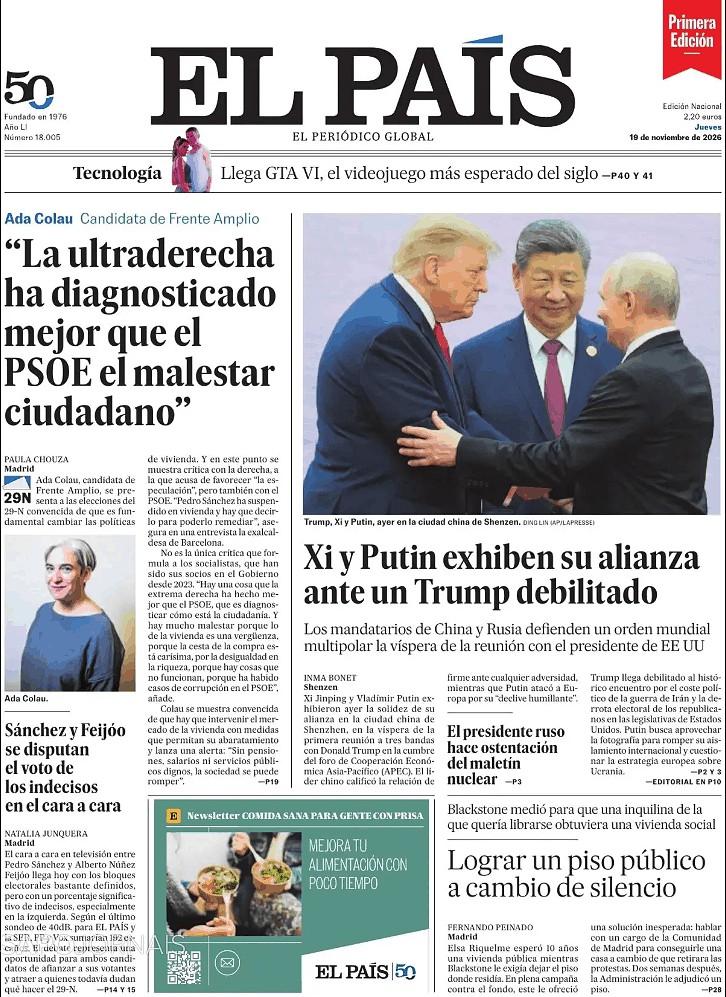 Primera
Edición
50
EL PAÍS
Fundado en 1976
Año LI
Número 18.005
EL PERIÓDICO GLOBAL
Edición Nacional
2,20 euros
Jueves
19 de noviembre de 2026
Tecnología Llega GTA VI, el videojuego más esperado del siglo —P40 Y 41
Ada Colau Candidata de Frente Amplio
“La ultraderecha
ha diagnosticado
mejor que el
PSOE el malestar
ciudadano”
PAULA CHOUZA
Madrid
29N
Ada Colau, candidata de
Frente Amplio, se pre-
senta a las elecciones del
29-N convencida de que es fun-
damental cambiar las políticas
Ada Colau.
de vivienda. Y en este punto se
muestra crítica con la derecha, a
la que acusa de favorecer “la es-
peculación”, pero también con el
PSOE. “Pedro Sánchez ha suspen-
dido en vivienda y hay que decir-
lo para poderlo remediar”, ase-
gura en una entrevista la exalcal-
desa de Barcelona.
No es la única crítica que for-
mula a los socialistas, que han
sido sus socios en el Gobierno
desde 2023. “Hay una cosa que la
extrema derecha ha hecho me-
jor que el PSOE, que es diagnos-
ticar cómo está la ciudadanía. Y
hay mucho malestar porque lo
de la vivienda es una vergüenza,
porque la cesta de la compra es-
tá carísima, por la desigualdad en
la riqueza, porque hay cosas que
no funcionan, porque ha habido
casos de corrupción en el PSOE”,
añade.
Colau se muestra convencida
de que hay que intervenir el mer-
cado de la vivienda con medidas
que permitan su abaratamiento
y lanza una alerta: “Sin pensio-
nes, salarios ni servicios públi-
cos dignos, la sociedad se puede
romper”. —P19
Trump, Xi y Putin, ayer en la ciudad china de Shenzen. DING LIN (AP/LAPRESSE)
Xi y Putin exhiben su alianza
ante un Trump debilitado
Los mandatarios de China y Rusia defienden un orden mundial
multipolar la víspera de la reunión con el presidente de EE UU
INMA BONET
Shenzen
Xi Jinping y Vladímir Putin ex-
hibieron ayer la solidez de su
alianza en la ciudad china de
Shenzhen, en la víspera de la
primera reunión a tres bandas
con Donald Trump en la cumbre
del foro de Cooperación Econó-
mica Asia-Pacífico (APEC). El lí-
der chino calificó la relación de
firme ante cualquier adversidad,
mientras que Putin atacó a Eu-
ropa por su “declive humillante”.
El presidente ruso
hace ostentación
del maletín
nuclear —P3
Trump llega debilitado al histó-
rico encuentro por el coste polí-
tico de la guerra de Irán y la de-
rrota electoral de los republica-
nos en las legislativas de Estados
Unidos. Putin busca aprovechar
la fotografía para romper su ais-
lamiento internacional y cuestio-
nar la estrategia europea sobre
Ucrania. —P2 Y 3
—EDITORIAL EN P10
Sánchez y Feijóo
se disputan
el voto de
los indecisos
en el cara a cara
NATALIA JUNQUERA
Madrid
El cara a cara en televisión entre
Pedro Sánchez y Alberto Núñez
Feijóo llega hoy con los bloques
electorales bastante definidos,
pero con un porcentaje significa-
tivo de indecisos, especialmente
en la izquierda. Según el último
sondeo de 40dB. para EL PAÍS y
la SER, PP y Vox sumarían 192 es-
caños. El debate representa una
oportunidad para ambos candi-
datos de afianzar a sus votantes
y atraer a quienes todavía dudan
qué hacer el 29-N. —P14 Y 15
E Newsletter COMIDA SANA PARA GENTE CON PRISA
MEJORA TU
ALIMENTACIÓN CON
POCO TIEMPO
EL PAÍS 50
Blackstone medió para que una inquilina de la
que quería librarse obtuviera una vivienda social
Lograr un piso público
a cambio de silencio
FERNANDO PEINADO
Madrid
Elsa Riquelme esperó 10 años
una vivienda pública mientras
Blackstone le exigía dejar el piso
donde residía. En plena campaña
contra el fondo, este le ofreció
una solución inesperada: hablar
con un cargo de la Comunidad
de Madrid para conseguirle una
casa a cambio de que retirara las
protestas. Dos semanas después,
la Administración le adjudicó un
piso. —P28